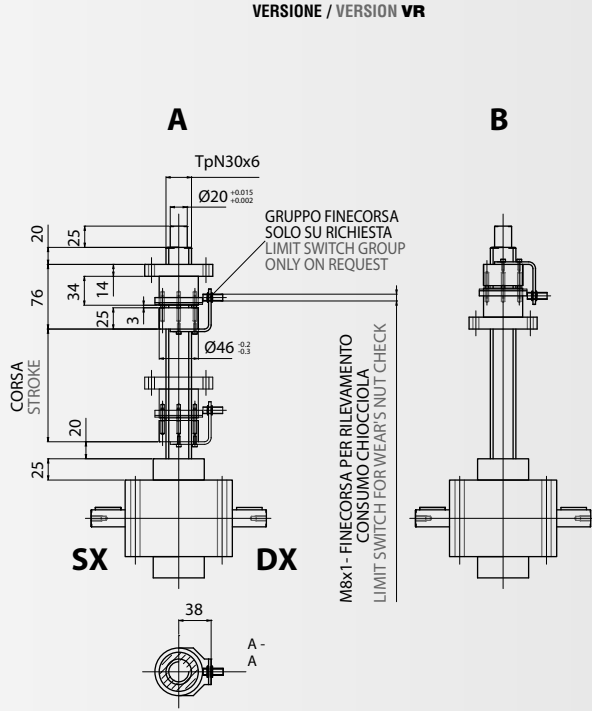 VERSIONE / VERSION VR
A
B
TpN30x6
Ø20 +0.015 +0.002
GRUPPO FINECORSA
SOLO SU RICHIESTA
LIMIT SWITCH GROUP
ONLY ON REQUEST
20
25
76
34
14
25
3
Ø46 -0.2 -0.3
CORSA
STROKE
20
25
M8x1- FINECORSA PER RILEVAMENTO
CONSUMO CHIOCCIOLA
LIMIT SWITCH FOR WEAR'S NUT CHECK
SX
DX
38
A -
A